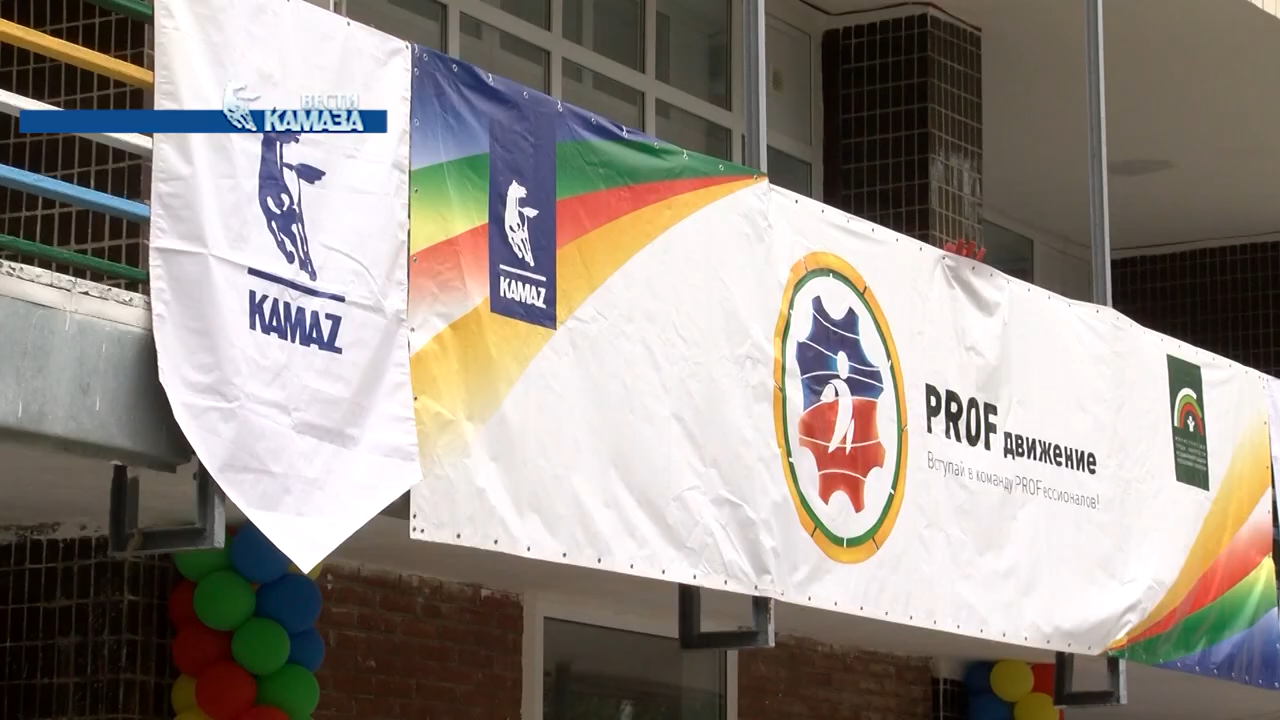 ВЕСТИ
КАМАЗА
KAMAZ
KAMAZ
PROF движение
Вступай в команду PROFессионалов!